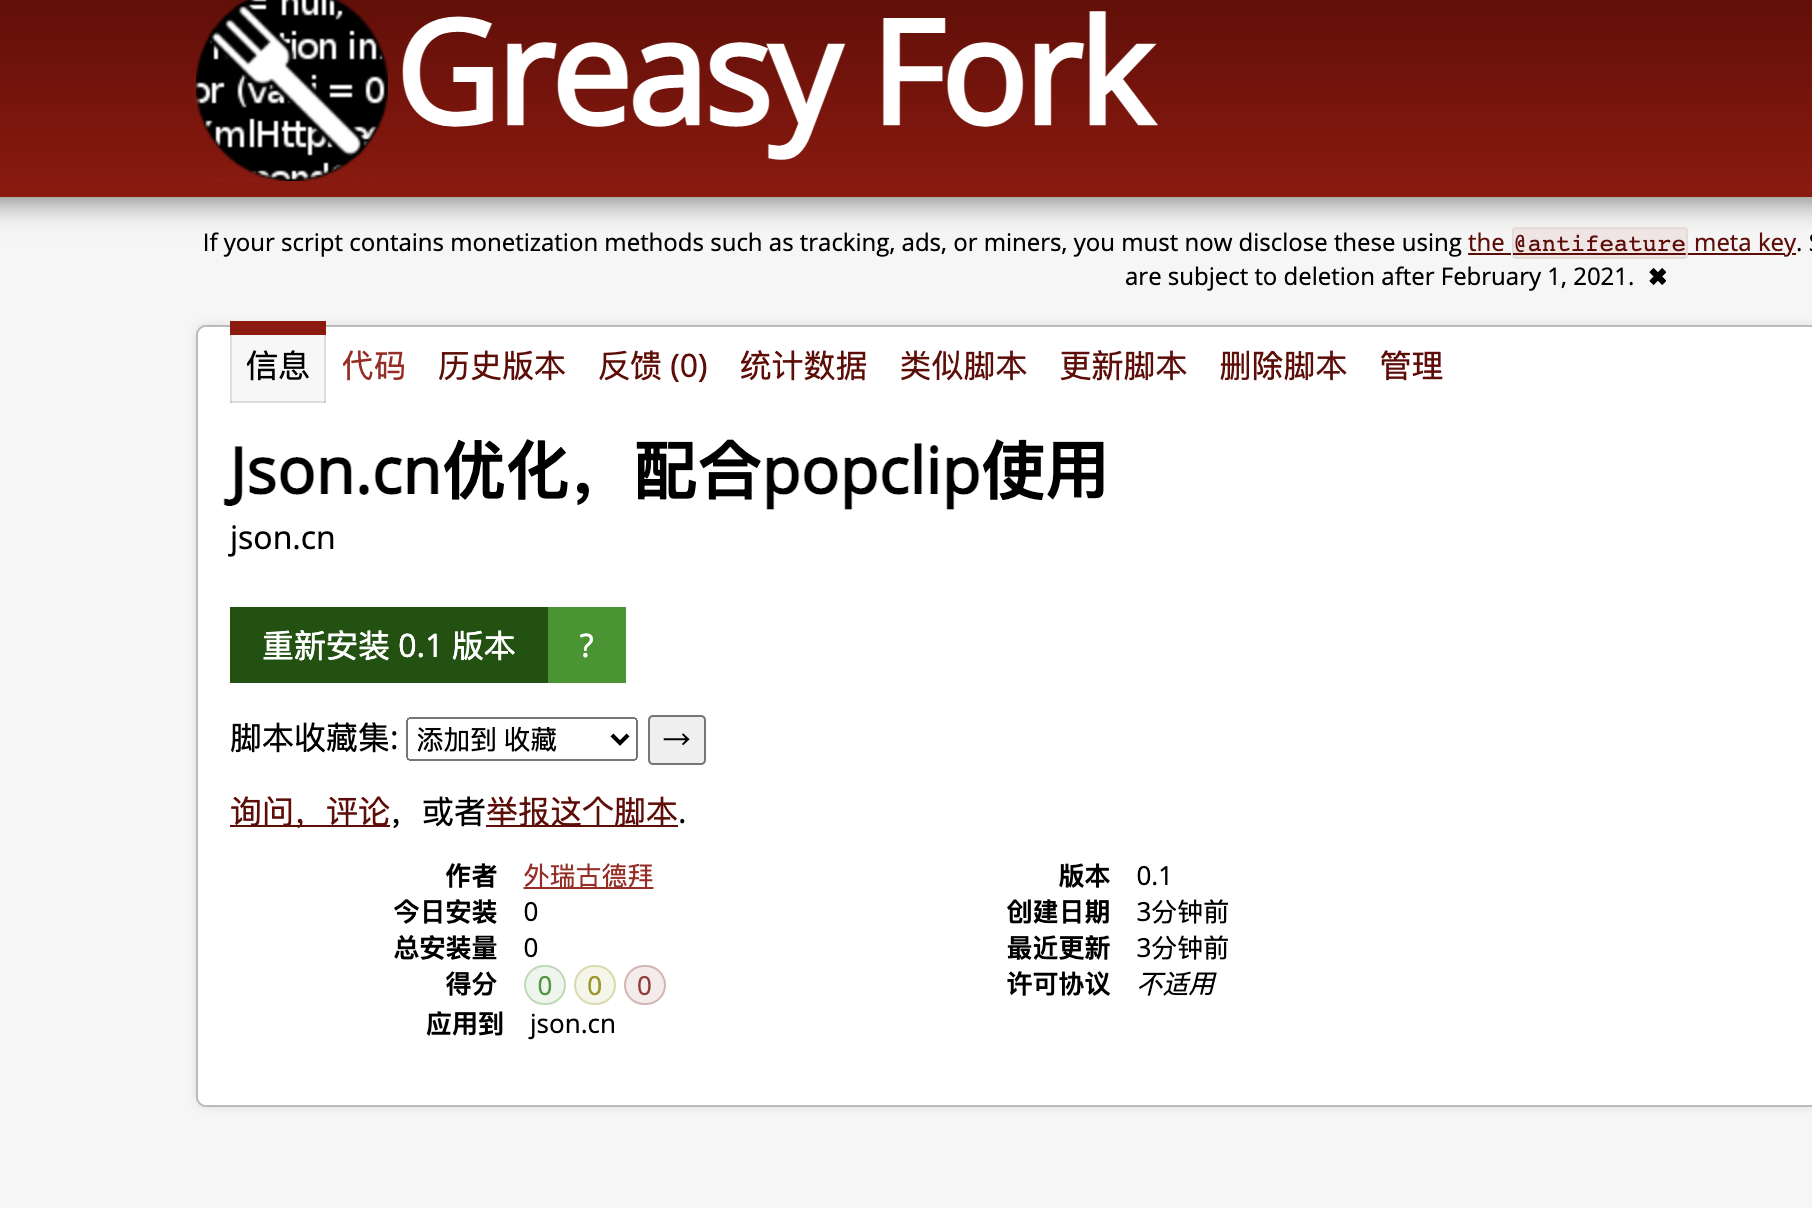 = null,
tion in
or (va i = 0
mlHttp
Greasy Fork
If your script contains monetization methods such as tracking, ads, or miners, you must now disclose these using the @antifeature meta key.
are subject to deletion after February 1, 2021. ✖
信息 代码 历史版本 反馈 (0) 统计数据 类似脚本 更新脚本 删除脚本 管理
Json.cn优化，配合popclip使用
json.cn
重新安装 0.1 版本 ?
脚本收藏集: 添加到 收藏 →
询问，评论，或者举报这个脚本.
作者 外瑞古德拜
今日安装 0
总安装量 0
得分 0 0 0
应用到 json.cn
版本 0.1
创建日期 3分钟前
最近更新 3分钟前
许可协议 不适用